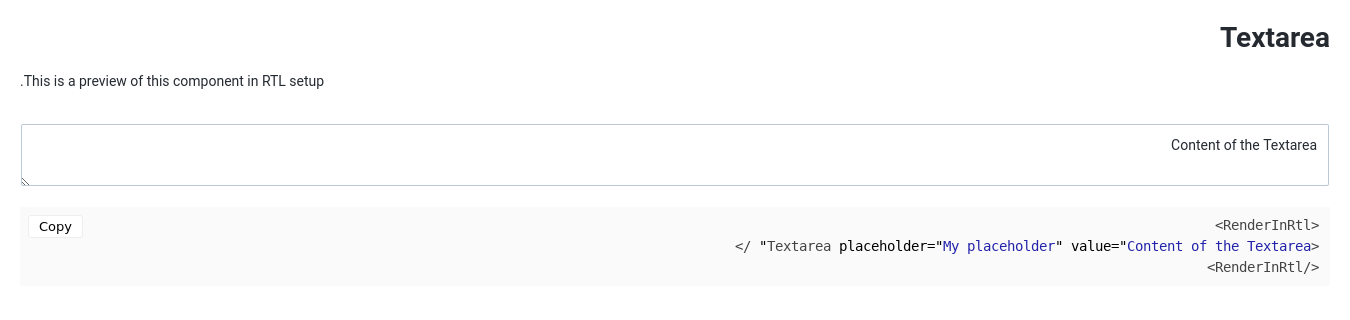 Textarea
.This is a preview of this component in RTL setup
Content of the Textarea
Copy
<RenderInRtl>
</ "Textarea placeholder="My placeholder" value="Content of the Textarea>
<RenderInRtl/>